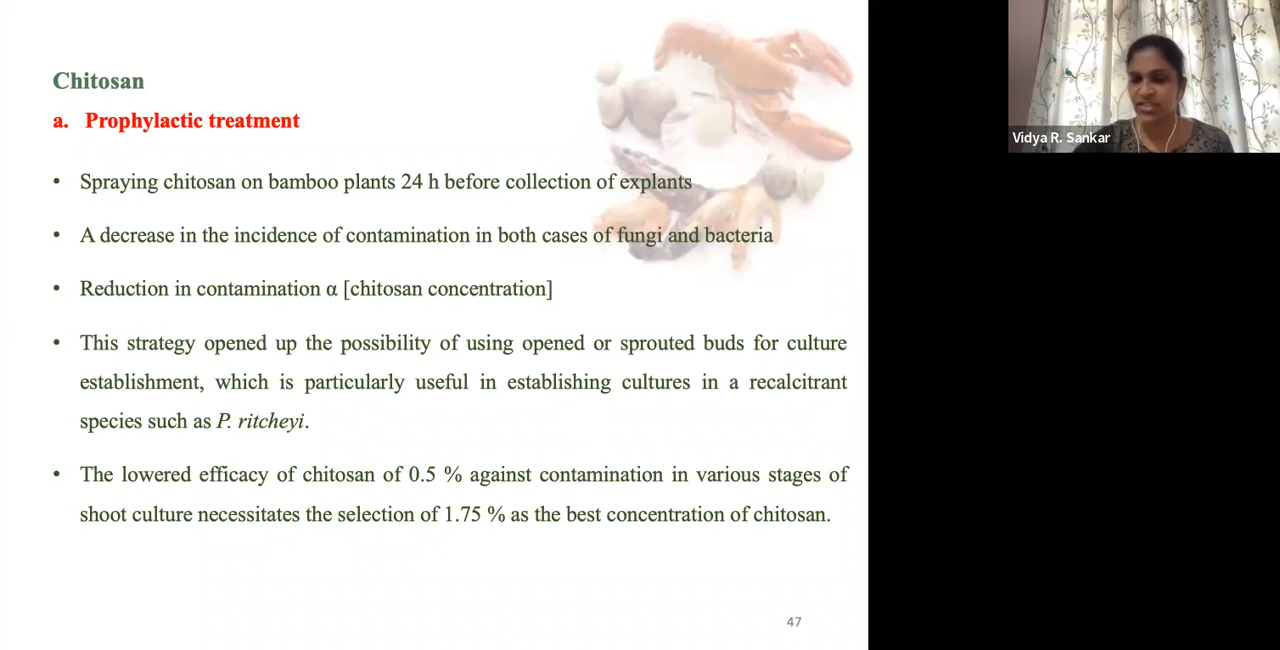 Chitosan
a. Prophylactic treatment
• Spraying chitosan on bamboo plants 24 h before collection of explants
• A decrease in the incidence of contamination in both cases of fungi and bacteria
• Reduction in contamination α [chitosan concentration]
• This strategy opened up the possibility of using opened or sprouted buds for culture
establishment, which is particularly useful in establishing cultures in a recalcitrant
species such as P. ritcheyi.
• The lowered efficacy of chitosan of 0.5 % against contamination in various stages of
shoot culture necessitates the selection of 1.75 % as the best concentration of chitosan.
47
Vidya R. Sankar